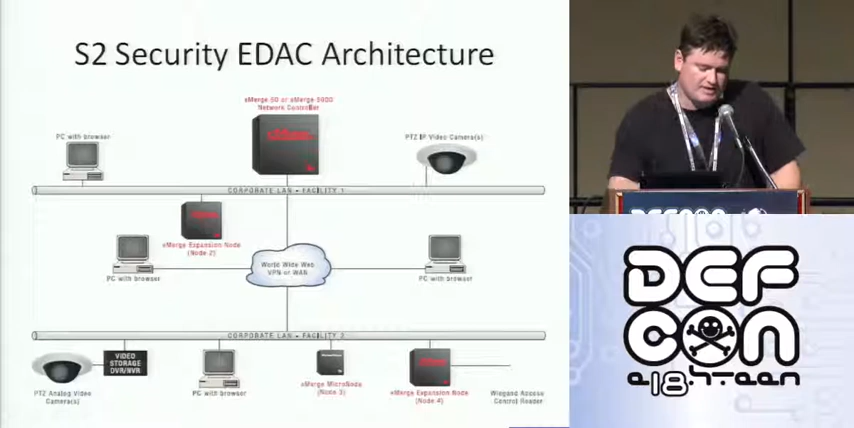 S2 Security EDAC Architecture
eMerge-50 or eMerge-5000
Network Controller
PC with browser
PTZ IP Video Camera(s)
CORPORATE LAN - FACILITY 1
eMerge Expansion Node
(Node 2)
World Wide Web
VPN or WAN
PC with browser
PC with browser
CORPORATE LAN - FACILITY 2
VIDEO
STORAGE
DVR/NVR
PTZ Analog Video
Camera(s)
PC with browser
eMerge MicroNode
(Node 3)
eMerge Expansion Node
(Node 4)
Wiegand Access
Control Reader
DEFCON
DEF
CON
e18h-teen